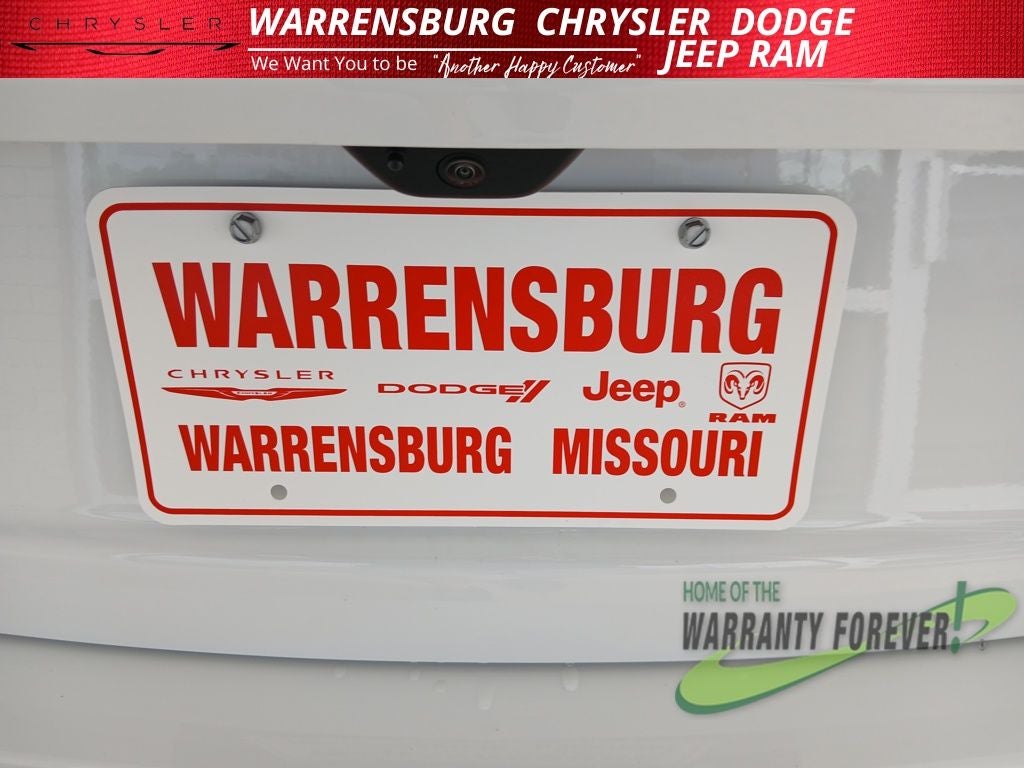 CHRYSLER
WARRENSBURG CHRYSLER DODGE
JEEP RAM
We Want You to be "Another Happy Customer"
WARRENSBURG
CHRYSLER DODGE Jeep RAM
WARRENSBURG MISSOURI
HOME OF THE
WARRANTY FOREVER!